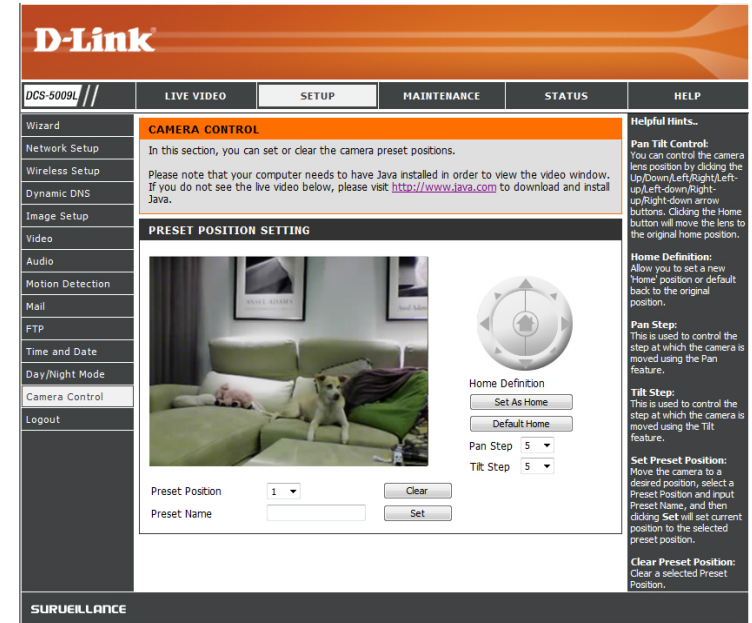 D-Link
DCS-5009L
LIVE VIDEO
SETUP
MAINTENANCE
STATUS
HELP
Wizard
Network Setup
Wireless Setup
Dynamic DNS
Image Setup
Video
Audio
Motion Detection
Mail
FTP
Time and Date
Day/Night Mode
Camera Control
Logout
CAMERA CONTROL
In this section, you can set or clear the camera preset positions.
Please note that your computer needs to have Java installed in order to view the video window.
If you do not see the live video below, please visit http://www.java.com to download and install
Java.
PRESET POSITION SETTING
ANSEL ADAMS
Home Definition
Set As Home
Default Home
Pan Step 5
Tilt Step 5
Preset Position 1 Clear
Preset Name Set
Helpful Hints..
Pan Tilt Control:
You can control the camera
lens position by clicking the
Up/Down/Left/Right/Left-
up/Left-down/Right-
up/Right-down arrow
buttons. Clicking the Home
button will move the lens to
the original home position.
Home Definition:
Allow you to set a new
'Home' position or default
back to the original
position.
Pan Step:
This is used to control the
step at which the camera is
moved using the Pan
feature.
Tilt Step:
This is used to control the
step at which the camera is
moved using the Tilt
feature.
Set Preset Position:
Move the camera to a
desired position, select a
Preset Position and input
Preset Name, and then
clicking Set will set current
position to the selected
preset position.
Clear Preset Position:
Clear a selected Preset
Position.
SURVEILLANCE